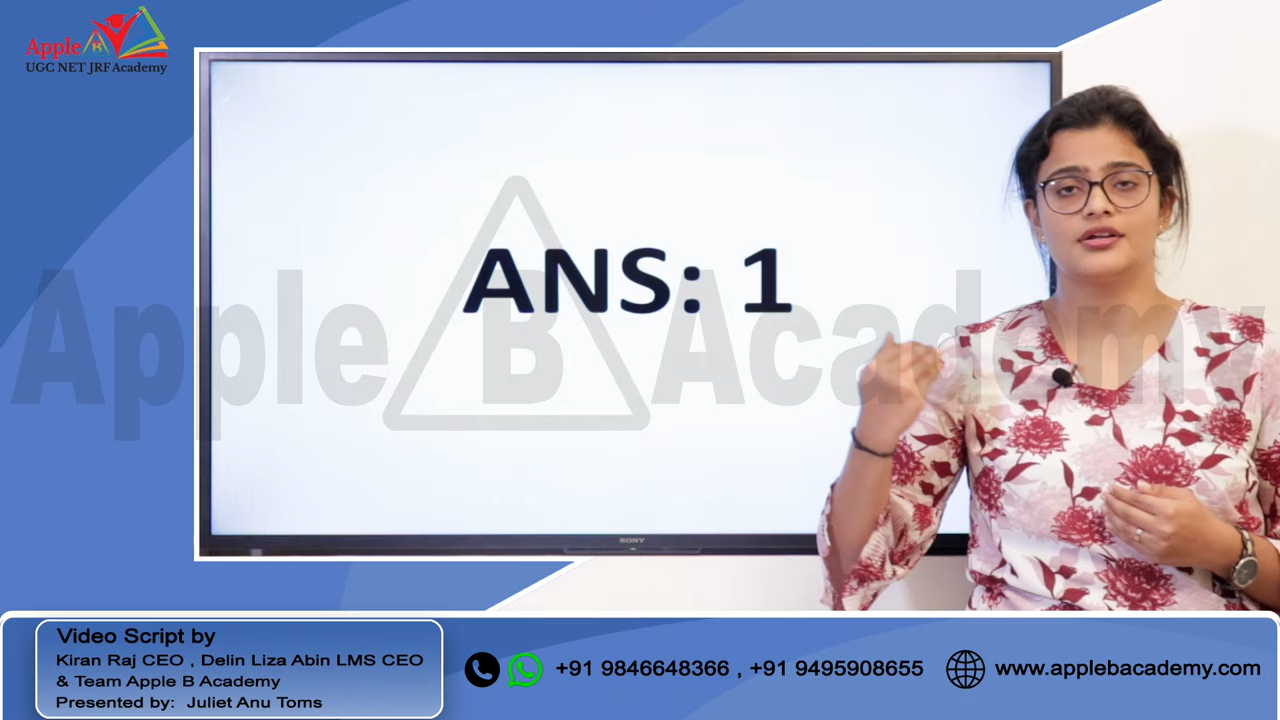 Apple B
UGC NET JRF Academy
ANS: 1
Apple B Academy
SONY
Video Script by
Kiran Raj CEO , Delin Liza Abin LMS CEO
& Team Apple B Academy
Presented by: Juliet Anu Toms
+91 9846648366 , +91 9495908655
www.applebacademy.com